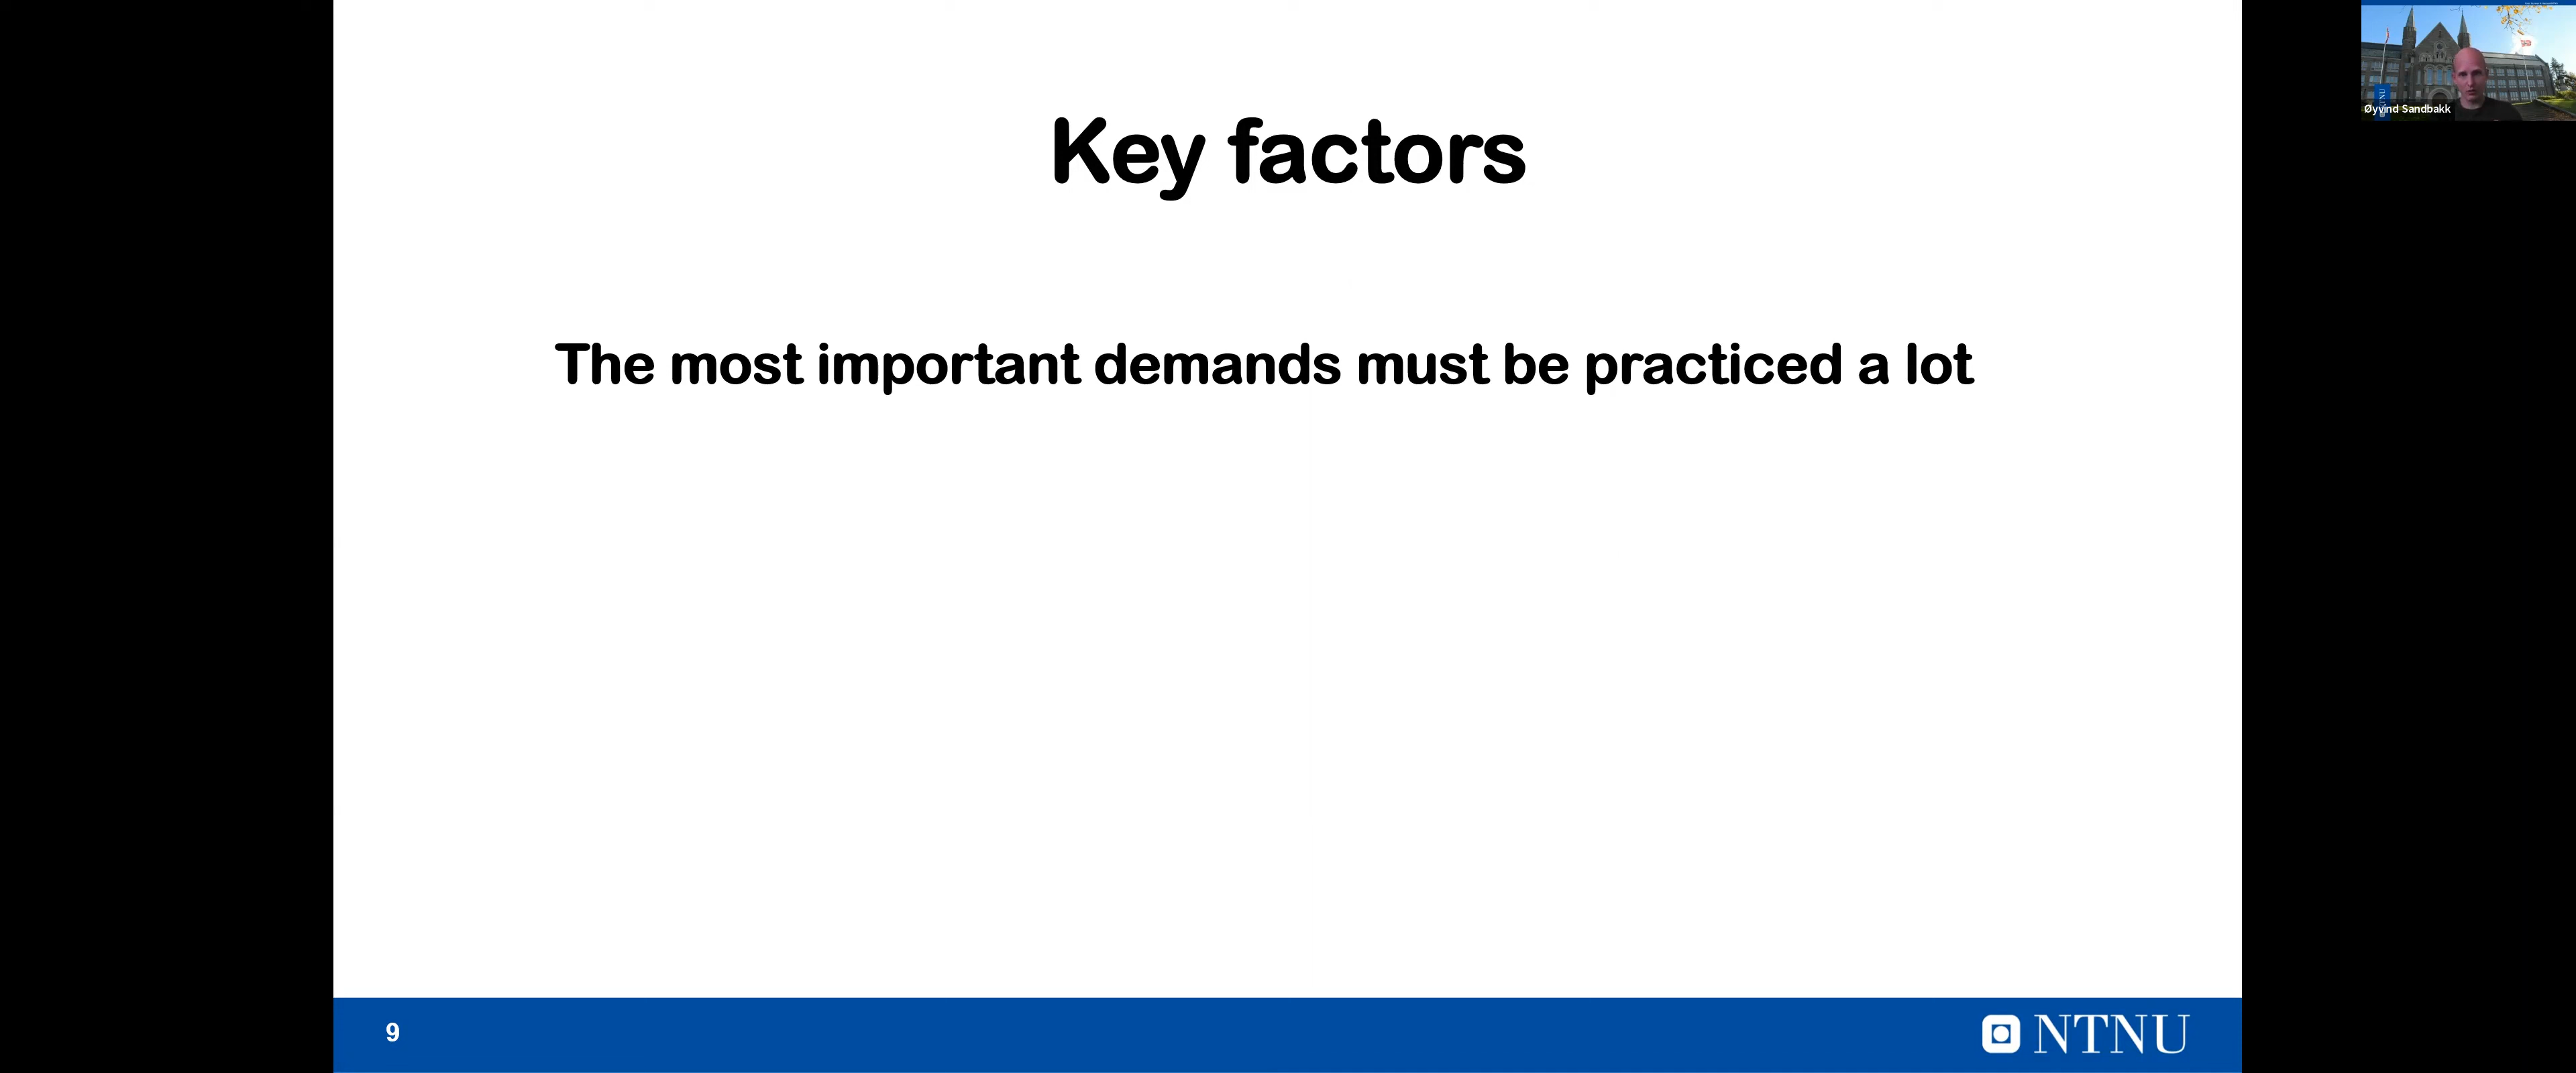 Key factors
Øyvind Sandbakk
The most important demands must be practiced a lot
9
NTNU